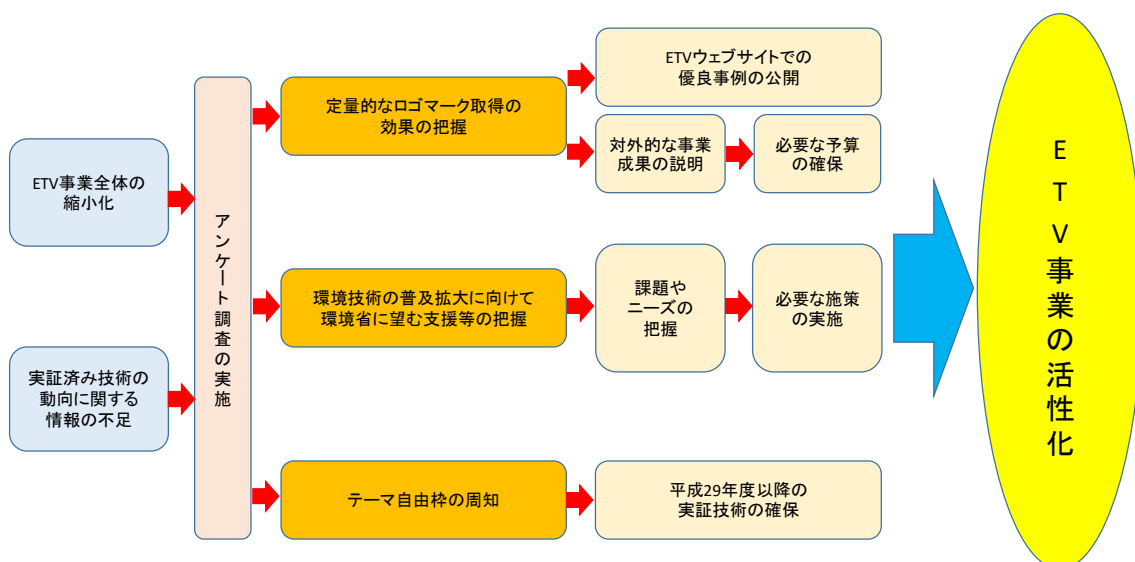 ETV事業全体の
縮小化
実証済み技術の
動向に関する
情報の不足
アンケート調査の実施
定量的なロゴマーク取得の
効果の把握
ETVウェブサイトでの
優良事例の公開
対外的な事業
成果の説明
必要な予算
の確保
環境技術の普及拡大に向けて
環境省に望む支援等の把握
課題や
ニーズの
把握
必要な施策
の実施
テーマ自由枠の周知
平成29年度以降の
実証技術の確保
ETV事業の活性化